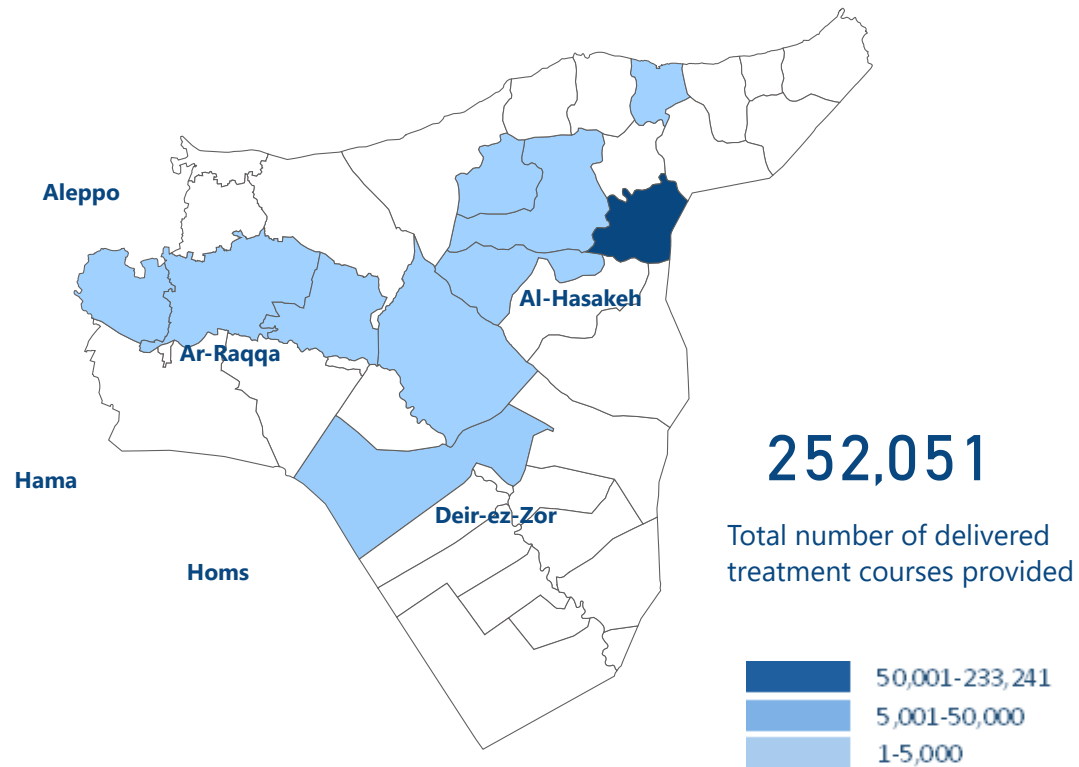 Aleppo
Al-Hasakeh
Ar-Raqqa
252,051
Hama
Deir-ez-Zor
Total number of delivered
treatment courses provided
Homs
50,001-233,241
5,001-50,000
1-5,000